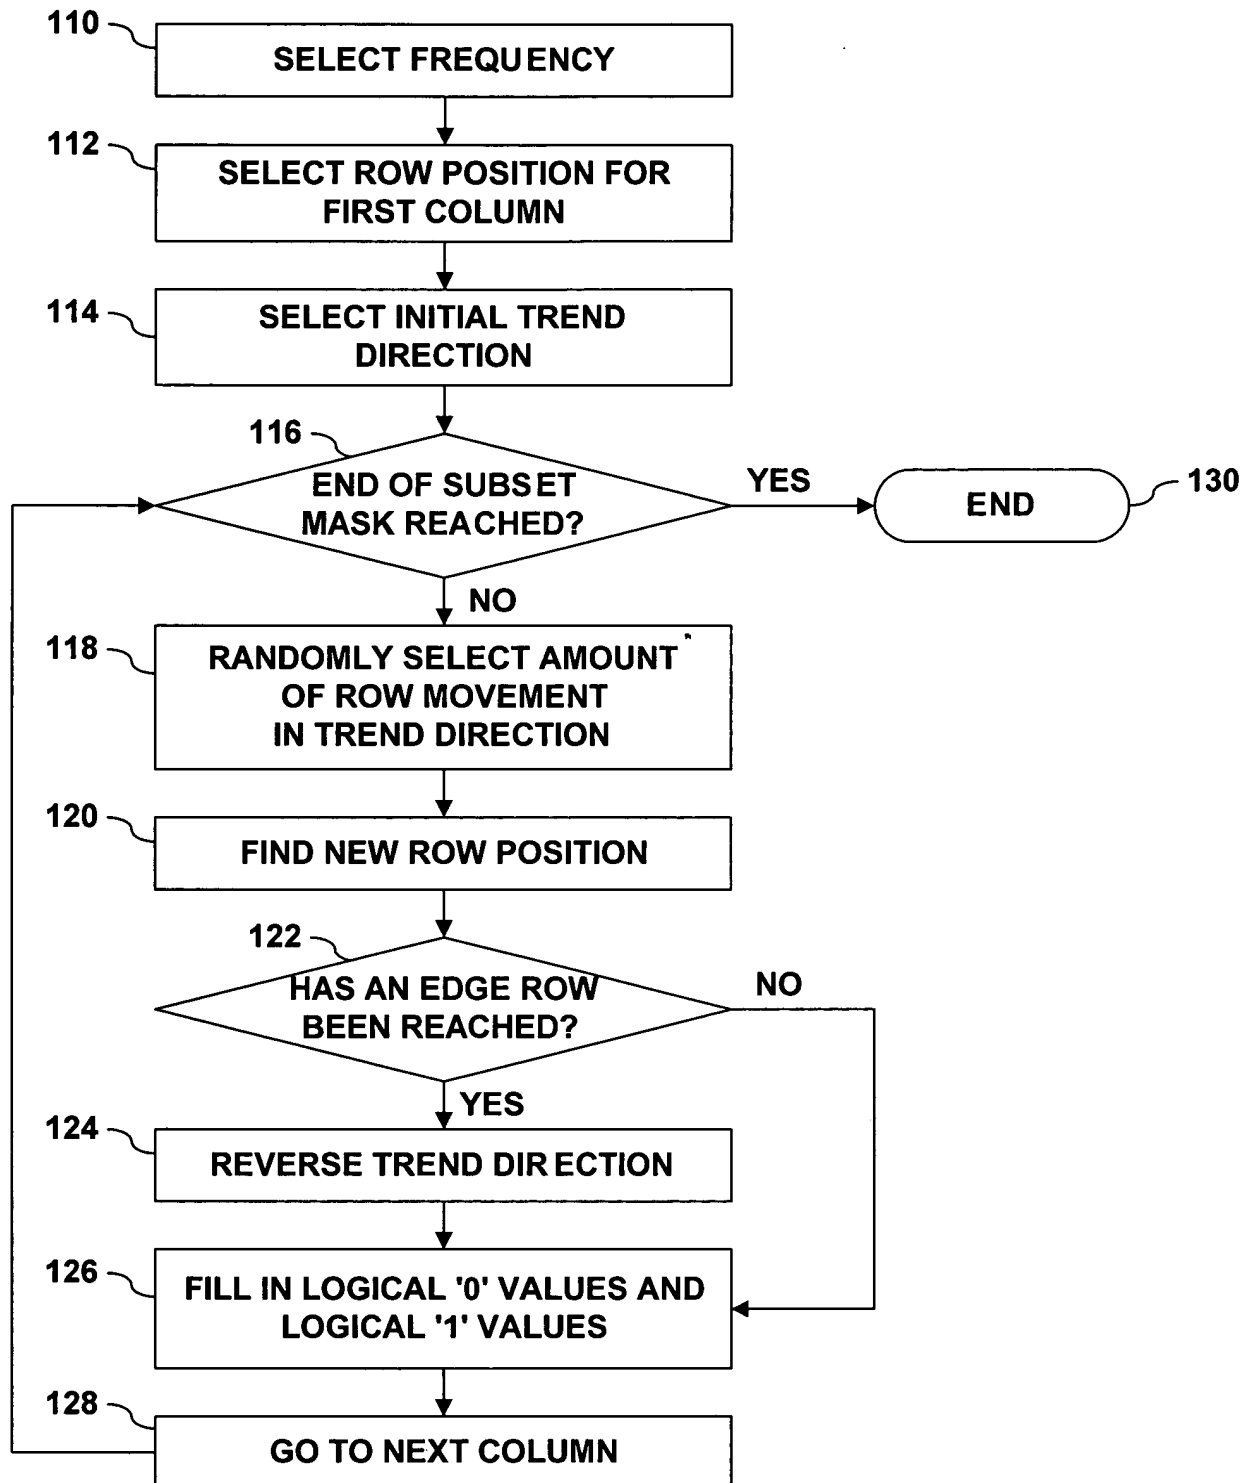 110
SELECT FREQUENCY
112
SELECT ROW POSITION FOR
FIRST COLUMN
114
SELECT INITIAL TREND
DIRECTION
116
END OF SUBSET
MASK REACHED?
YES
END
130
NO
118
RANDOMLY SELECT AMOUNT
OF ROW MOVEMENT
IN TREND DIRECTION
120
FIND NEW ROW POSITION
122
HAS AN EDGE ROW
BEEN REACHED?
NO
YES
124
REVERSE TREND DIRECTION
126
FILL IN LOGICAL '0' VALUES AND
LOGICAL '1' VALUES
128
GO TO NEXT COLUMN